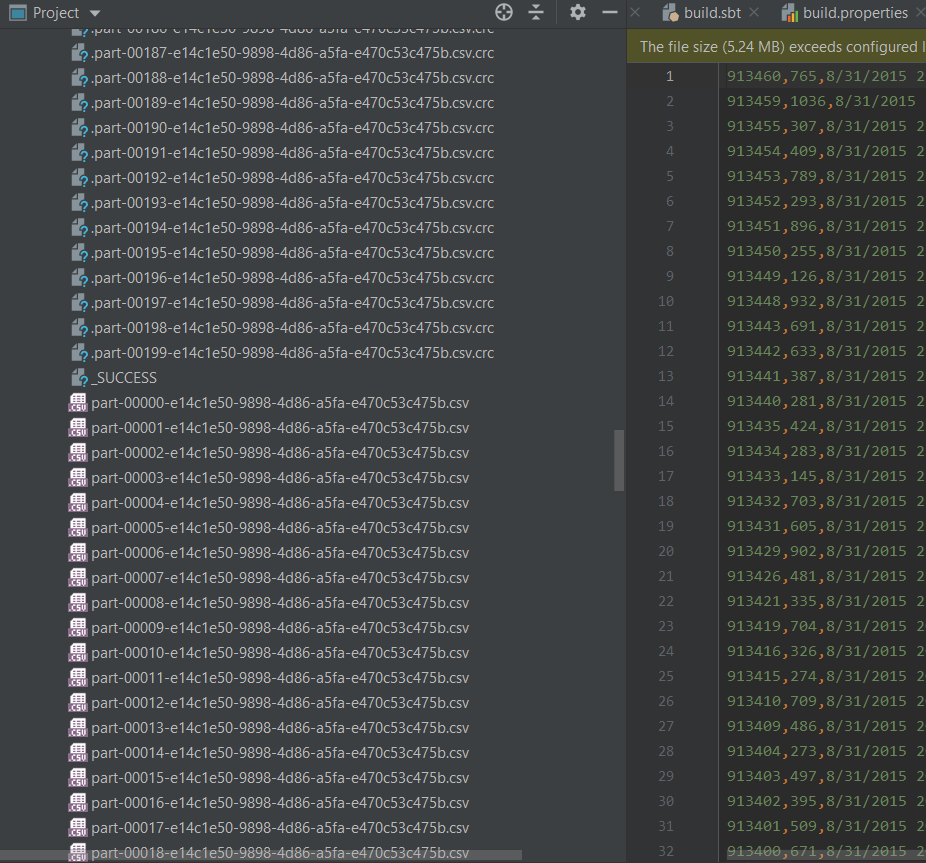 Project
.part-00186-e14c1e50-9898-4d86-a5fa-e470c53c475b.csv.crc
.part-00187-e14c1e50-9898-4d86-a5fa-e470c53c475b.csv.crc
.part-00188-e14c1e50-9898-4d86-a5fa-e470c53c475b.csv.crc
.part-00189-e14c1e50-9898-4d86-a5fa-e470c53c475b.csv.crc
.part-00190-e14c1e50-9898-4d86-a5fa-e470c53c475b.csv.crc
.part-00191-e14c1e50-9898-4d86-a5fa-e470c53c475b.csv.crc
.part-00192-e14c1e50-9898-4d86-a5fa-e470c53c475b.csv.crc
.part-00193-e14c1e50-9898-4d86-a5fa-e470c53c475b.csv.crc
.part-00194-e14c1e50-9898-4d86-a5fa-e470c53c475b.csv.crc
.part-00195-e14c1e50-9898-4d86-a5fa-e470c53c475b.csv.crc
.part-00196-e14c1e50-9898-4d86-a5fa-e470c53c475b.csv.crc
.part-00197-e14c1e50-9898-4d86-a5fa-e470c53c475b.csv.crc
.part-00198-e14c1e50-9898-4d86-a5fa-e470c53c475b.csv.crc
.part-00199-e14c1e50-9898-4d86-a5fa-e470c53c475b.csv.crc
_SUCCESS
part-00000-e14c1e50-9898-4d86-a5fa-e470c53c475b.csv
part-00001-e14c1e50-9898-4d86-a5fa-e470c53c475b.csv
part-00002-e14c1e50-9898-4d86-a5fa-e470c53c475b.csv
part-00003-e14c1e50-9898-4d86-a5fa-e470c53c475b.csv
part-00004-e14c1e50-9898-4d86-a5fa-e470c53c475b.csv
part-00005-e14c1e50-9898-4d86-a5fa-e470c53c475b.csv
part-00006-e14c1e50-9898-4d86-a5fa-e470c53c475b.csv
part-00007-e14c1e50-9898-4d86-a5fa-e470c53c475b.csv
part-00008-e14c1e50-9898-4d86-a5fa-e470c53c475b.csv
part-00009-e14c1e50-9898-4d86-a5fa-e470c53c475b.csv
part-00010-e14c1e50-9898-4d86-a5fa-e470c53c475b.csv
part-00011-e14c1e50-9898-4d86-a5fa-e470c53c475b.csv
part-00012-e14c1e50-9898-4d86-a5fa-e470c53c475b.csv
part-00013-e14c1e50-9898-4d86-a5fa-e470c53c475b.csv
part-00014-e14c1e50-9898-4d86-a5fa-e470c53c475b.csv
part-00015-e14c1e50-9898-4d86-a5fa-e470c53c475b.csv
part-00016-e14c1e50-9898-4d86-a5fa-e470c53c475b.csv
part-00017-e14c1e50-9898-4d86-a5fa-e470c53c475b.csv
part-00018-e14c1e50-9898-4d86-a5fa-e470c53c475b.csv
build.sbt
build.properties
The file size (5.24 MB) exceeds configured l
1 913460,765,8/31/2015 2
2 913459,1036,8/31/2015
3 913455,307,8/31/2015 2
4 913454,409,8/31/2015 2
5 913453,789,8/31/2015 2
6 913452,293,8/31/2015 2
7 913451,896,8/31/2015 2
8 913450,255,8/31/2015 2
9 913449,126,8/31/2015 2
10 913448,932,8/31/2015 2
11 913443,691,8/31/2015 2
12 913442,633,8/31/2015 2
13 913441,387,8/31/2015 2
14 913440,281,8/31/2015 2
15 913435,424,8/31/2015 2
16 913434,283,8/31/2015 2
17 913433,145,8/31/2015 2
18 913432,703,8/31/2015 2
19 913431,605,8/31/2015 2
20 913429,902,8/31/2015 2
21 913426,481,8/31/2015 2
22 913421,335,8/31/2015 2
23 913419,704,8/31/2015 2
24 913416,326,8/31/2015 2
25 913415,274,8/31/2015 2
26 913410,709,8/31/2015 2
27 913409,486,8/31/2015 2
28 913404,273,8/31/2015 2
29 913403,497,8/31/2015 2
30 913402,395,8/31/2015 2
31 913401,509,8/31/2015 2
32 913400,671,8/31/2015 2